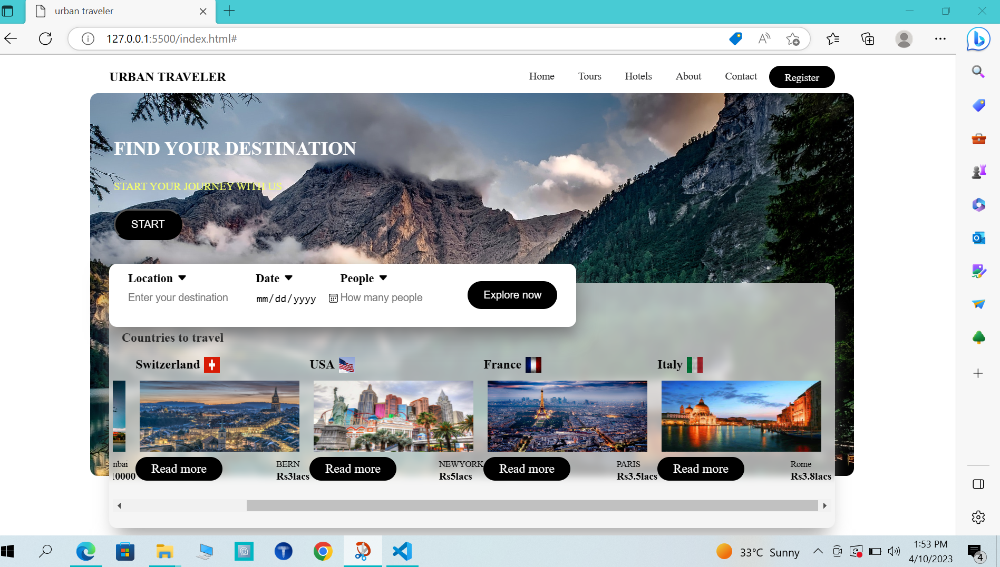 urban traveler
127.0.0.1:5500/index.html#
URBAN TRAVELER
Home Tours Hotels About Contact Register
FIND YOUR DESTINATION
START YOUR JOURNEY WITH US
START
Location Date People
Enter your destination mm/dd/yyyy How many people
Explore now
Countries to travel
Switzerland USA France Italy
nbai Read more BERN Read more NEWYORK Read more PARIS Read more Rome
10000 Rs3lacs Rs5lacs Rs3.5lacs Rs3.8lacs
33°C Sunny
1:53 PM
4/10/2023
4